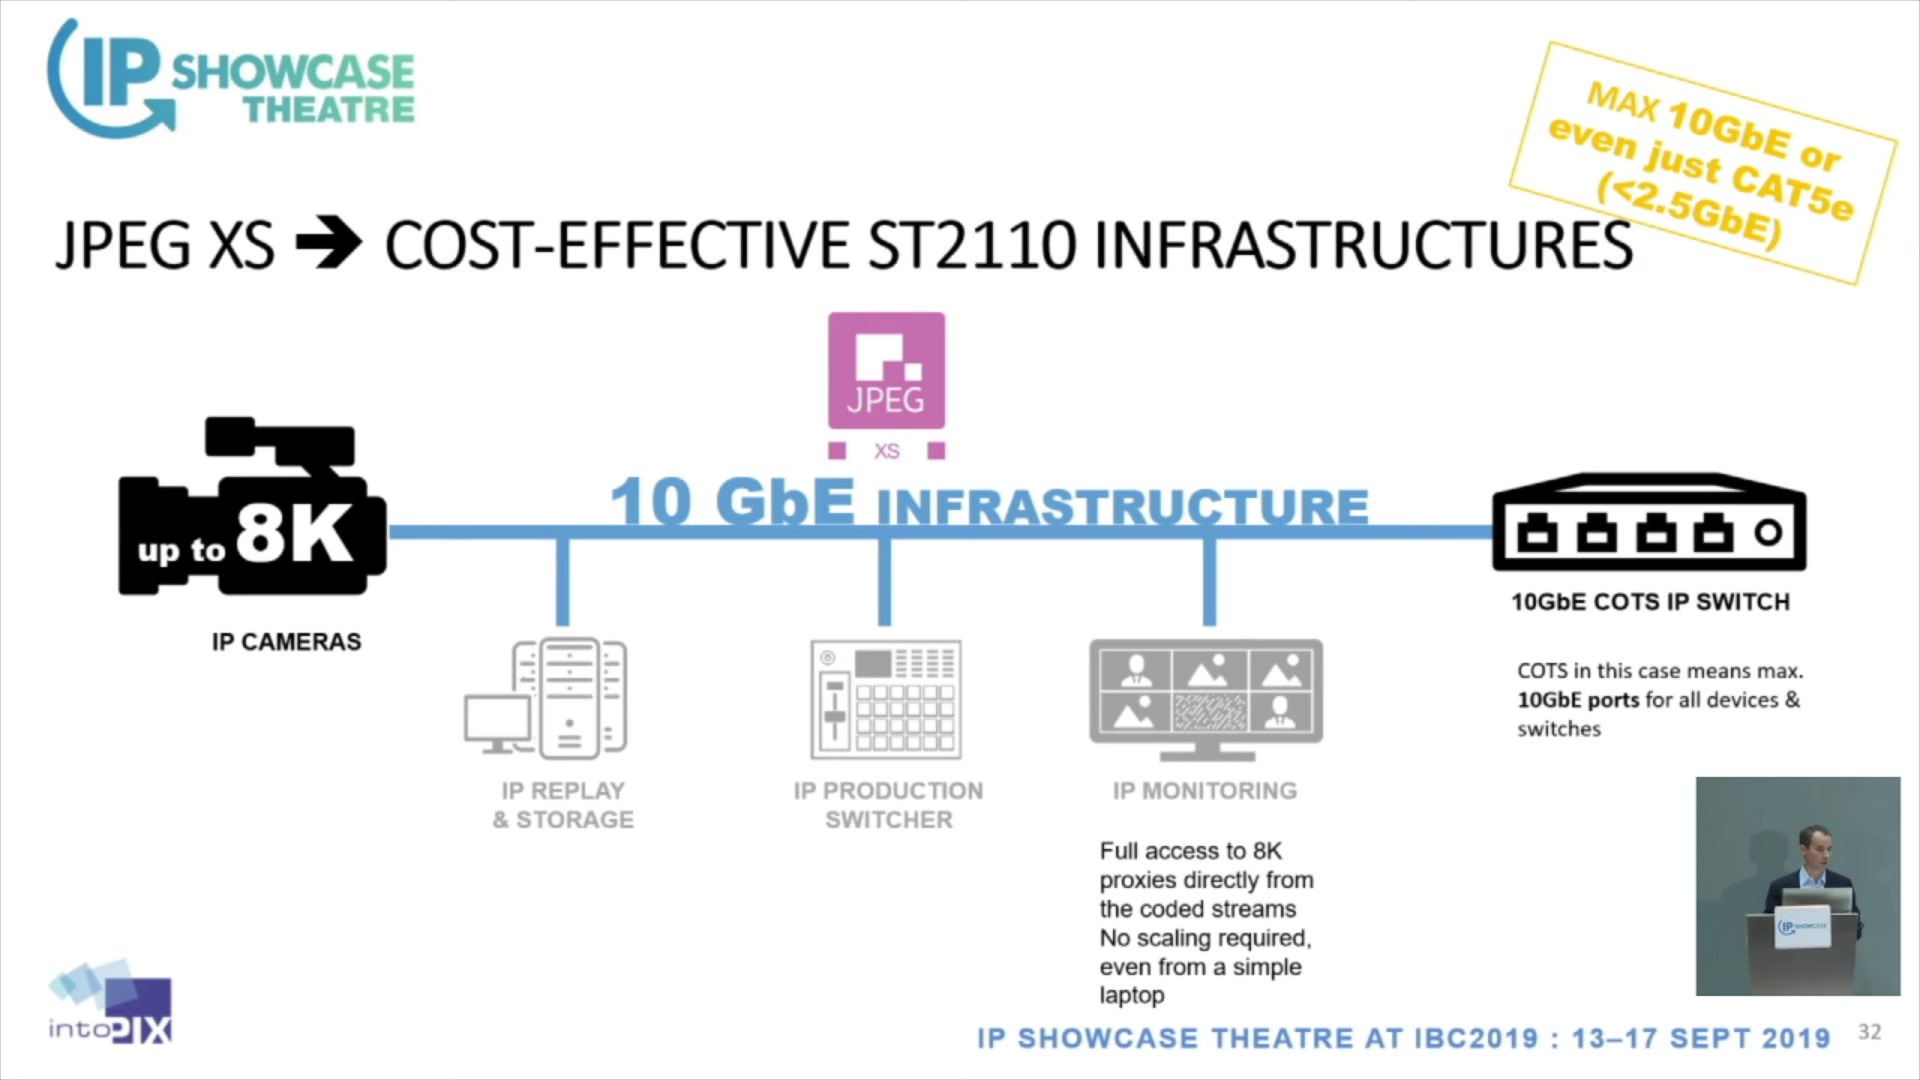 IP SHOWCASE
THEATRE
MAX 10GbE or
even just CAT5e
(<2.5GbE)
JPEG XS → COST-EFFECTIVE ST2110 INFRASTRUCTURES
JPEG
XS
10 GbE INFRASTRUCTURE
up to 8K
IP CAMERAS
10GbE COTS IP SWITCH
COTS in this case means max.
10GbE ports for all devices &
switches
IP REPLAY
& STORAGE
IP PRODUCTION
SWITCHER
IP MONITORING
Full access to 8K
proxies directly from
the coded streams
No scaling required,
even from a simple
laptop
IP SHOWCASE
intoPIX
IP SHOWCASE THEATRE AT IBC2019 : 13–17 SEPT 2019
32